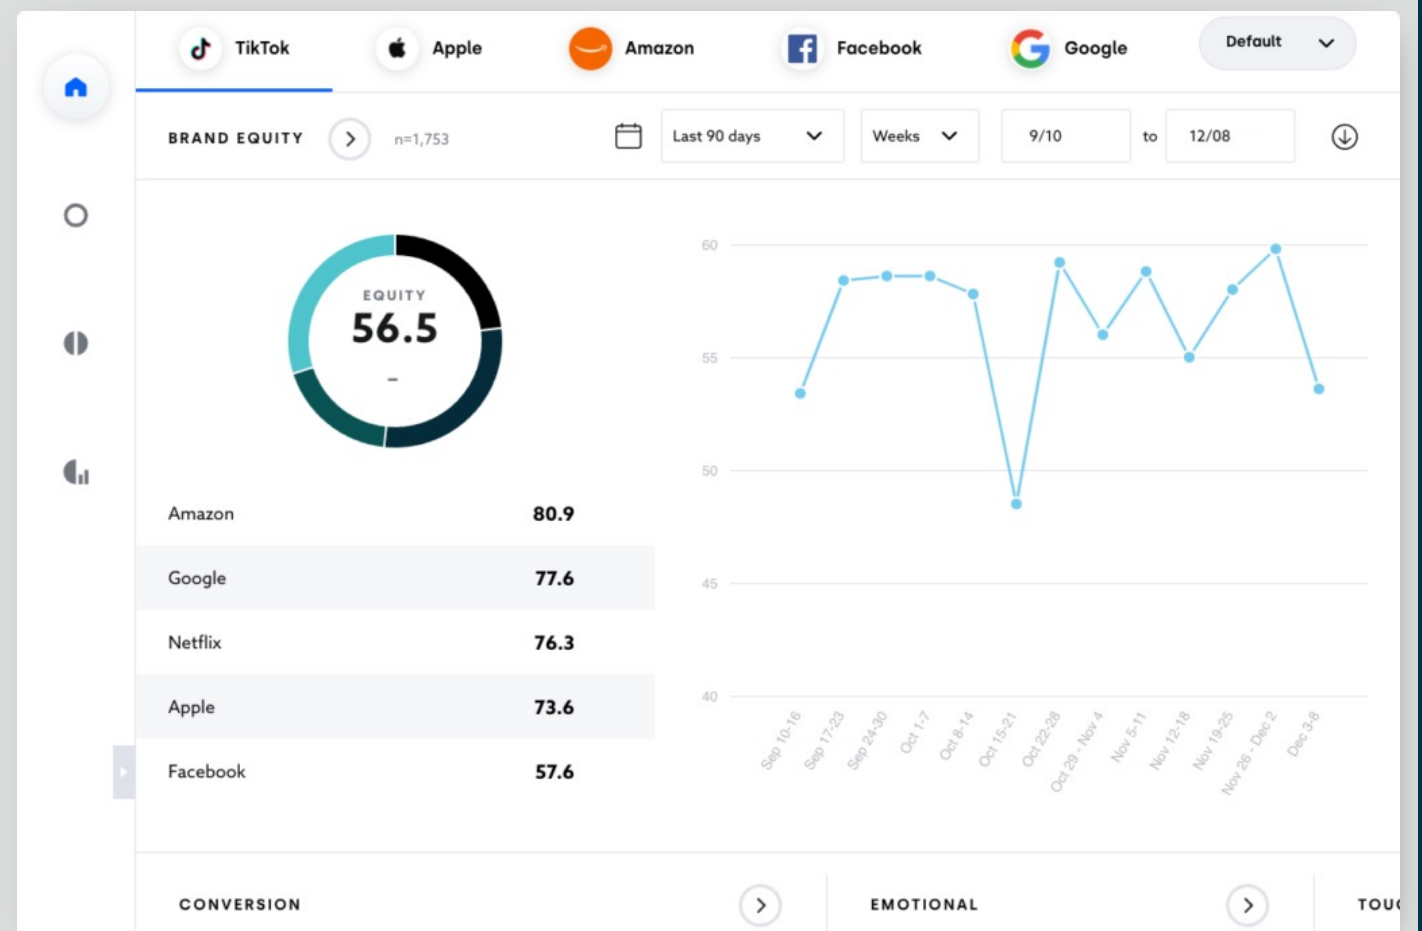 TikTok Apple Amazon Facebook Google Default
BRAND EQUITY n=1,753 Last 90 days Weeks 9/10 to 12/08
EQUITY
56.5
–
Amazon 80.9
Google 77.6
Netflix 76.3
Apple 73.6
Facebook 57.6
60
55
50
45
40
Sep 10-16
Sep 17-23
Sep 24-30
Oct 1-7
Oct 8-14
Oct 15-21
Oct 22-28
Oct 29 - Nov 4
Nov 5-11
Nov 12-18
Nov 19-25
Nov 26 - Dec 2
Dec 3-8
CONVERSION EMOTIONAL